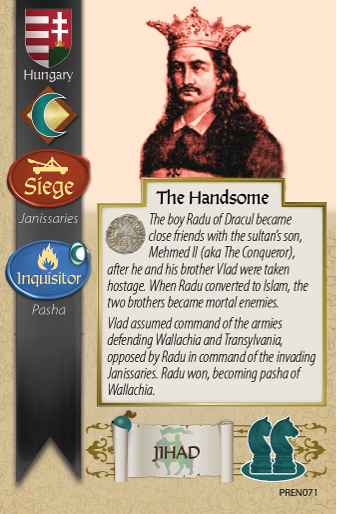 Hungary
Siege
Janissaries
Inquisitor
Pasha
The Handsome
The boy Radu of Dracul became
close friends with the sultan's son,
Mehmed II (aka The Conqueror),
after he and his brother Vlad were taken
hostage. When Radu converted to Islam, the
two brothers became mortal enemies.
Vlad assumed command of the armies
defending Wallachia and Transylvania,
opposed by Radu in command of the invading
Janissaries. Radu won, becoming pasha of
Wallachia.
JIHAD
PREN071